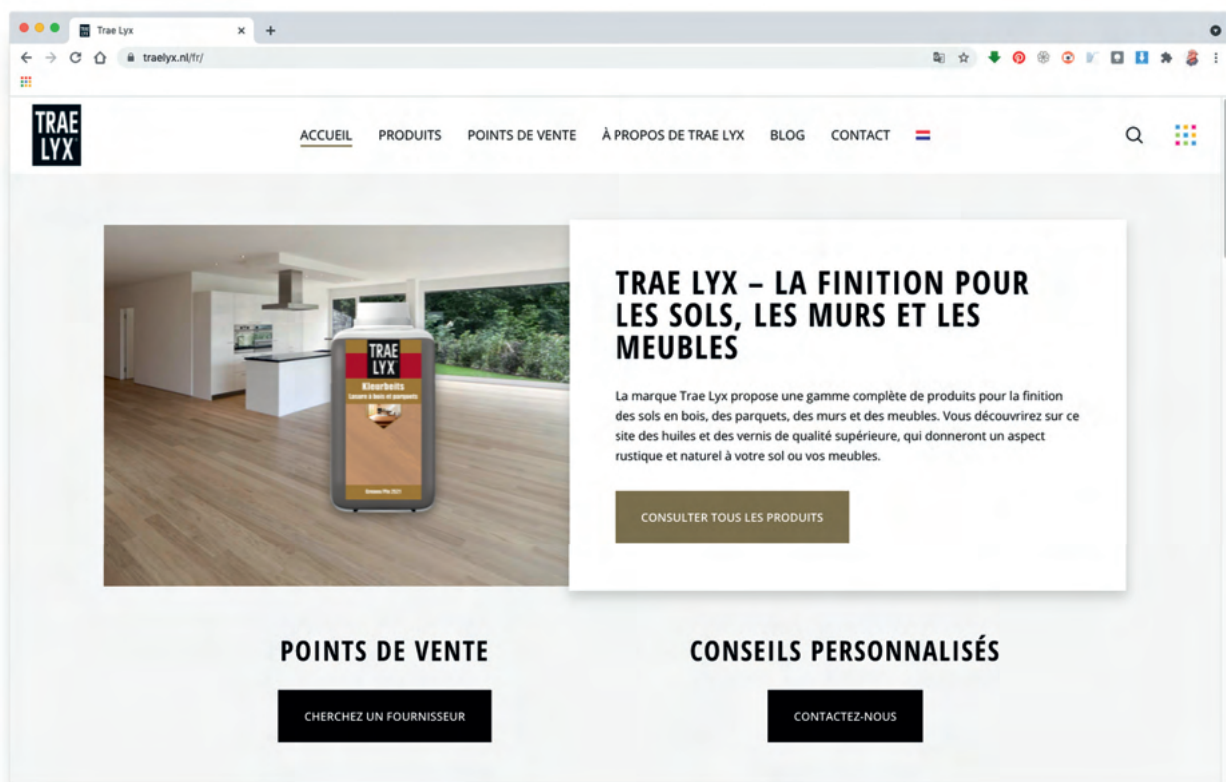 Trae Lyx
traelyx.nl/fr/
TRAE
LYX
ACCUEIL PRODUITS POINTS DE VENTE À PROPOS DE TRAE LYX BLOG CONTACT
TRAE
LYX
Kleurbeits
Lasure à bois et parquets
TRAE LYX – LA FINITION POUR
LES SOLS, LES MURS ET LES
MEUBLES
La marque Trae Lyx propose une gamme complète de produits pour la finition
des sols en bois, des parquets, des murs et des meubles. Vous découvrirez sur ce
site des huiles et des vernis de qualité supérieure, qui donneront un aspect
rustique et naturel à votre sol ou vos meubles.
CONSULTER TOUS LES PRODUITS
POINTS DE VENTE
CONSEILS PERSONNALISÉS
CHERCHEZ UN FOURNISSEUR
CONTACTEZ-NOUS